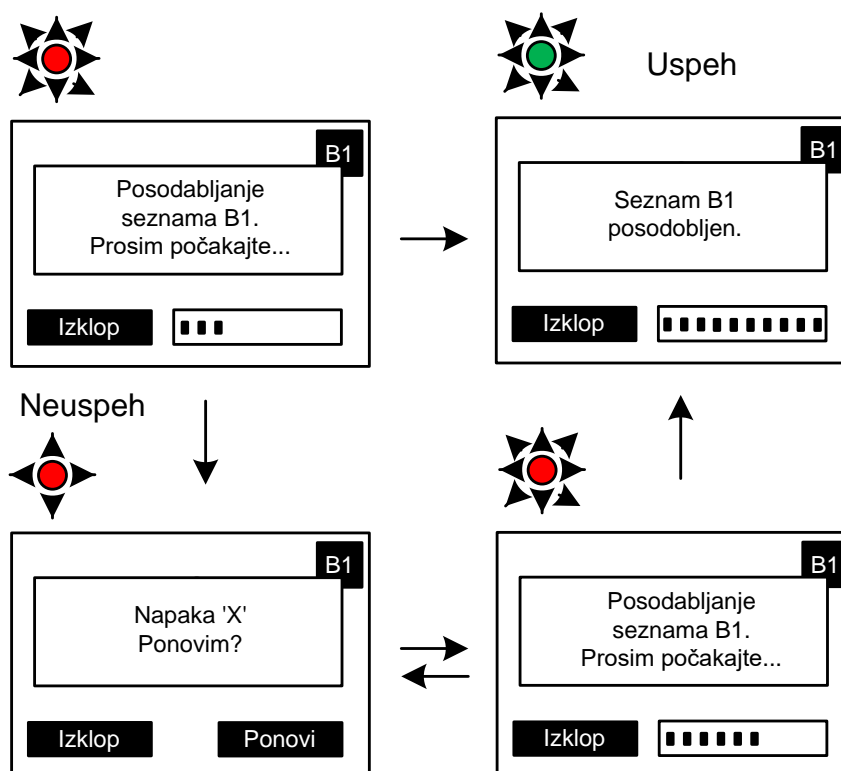 Uspeh
B1
Posodabljanje
seznama B1.
Prosim počakajte...
Izklop
B1
Seznam B1
posodobljen.
Izklop
Neuspeh
B1
Napaka 'X'
Ponovim?
Izklop
Ponovi
B1
Posodabljanje
seznama B1.
Prosim počakajte...
Izklop